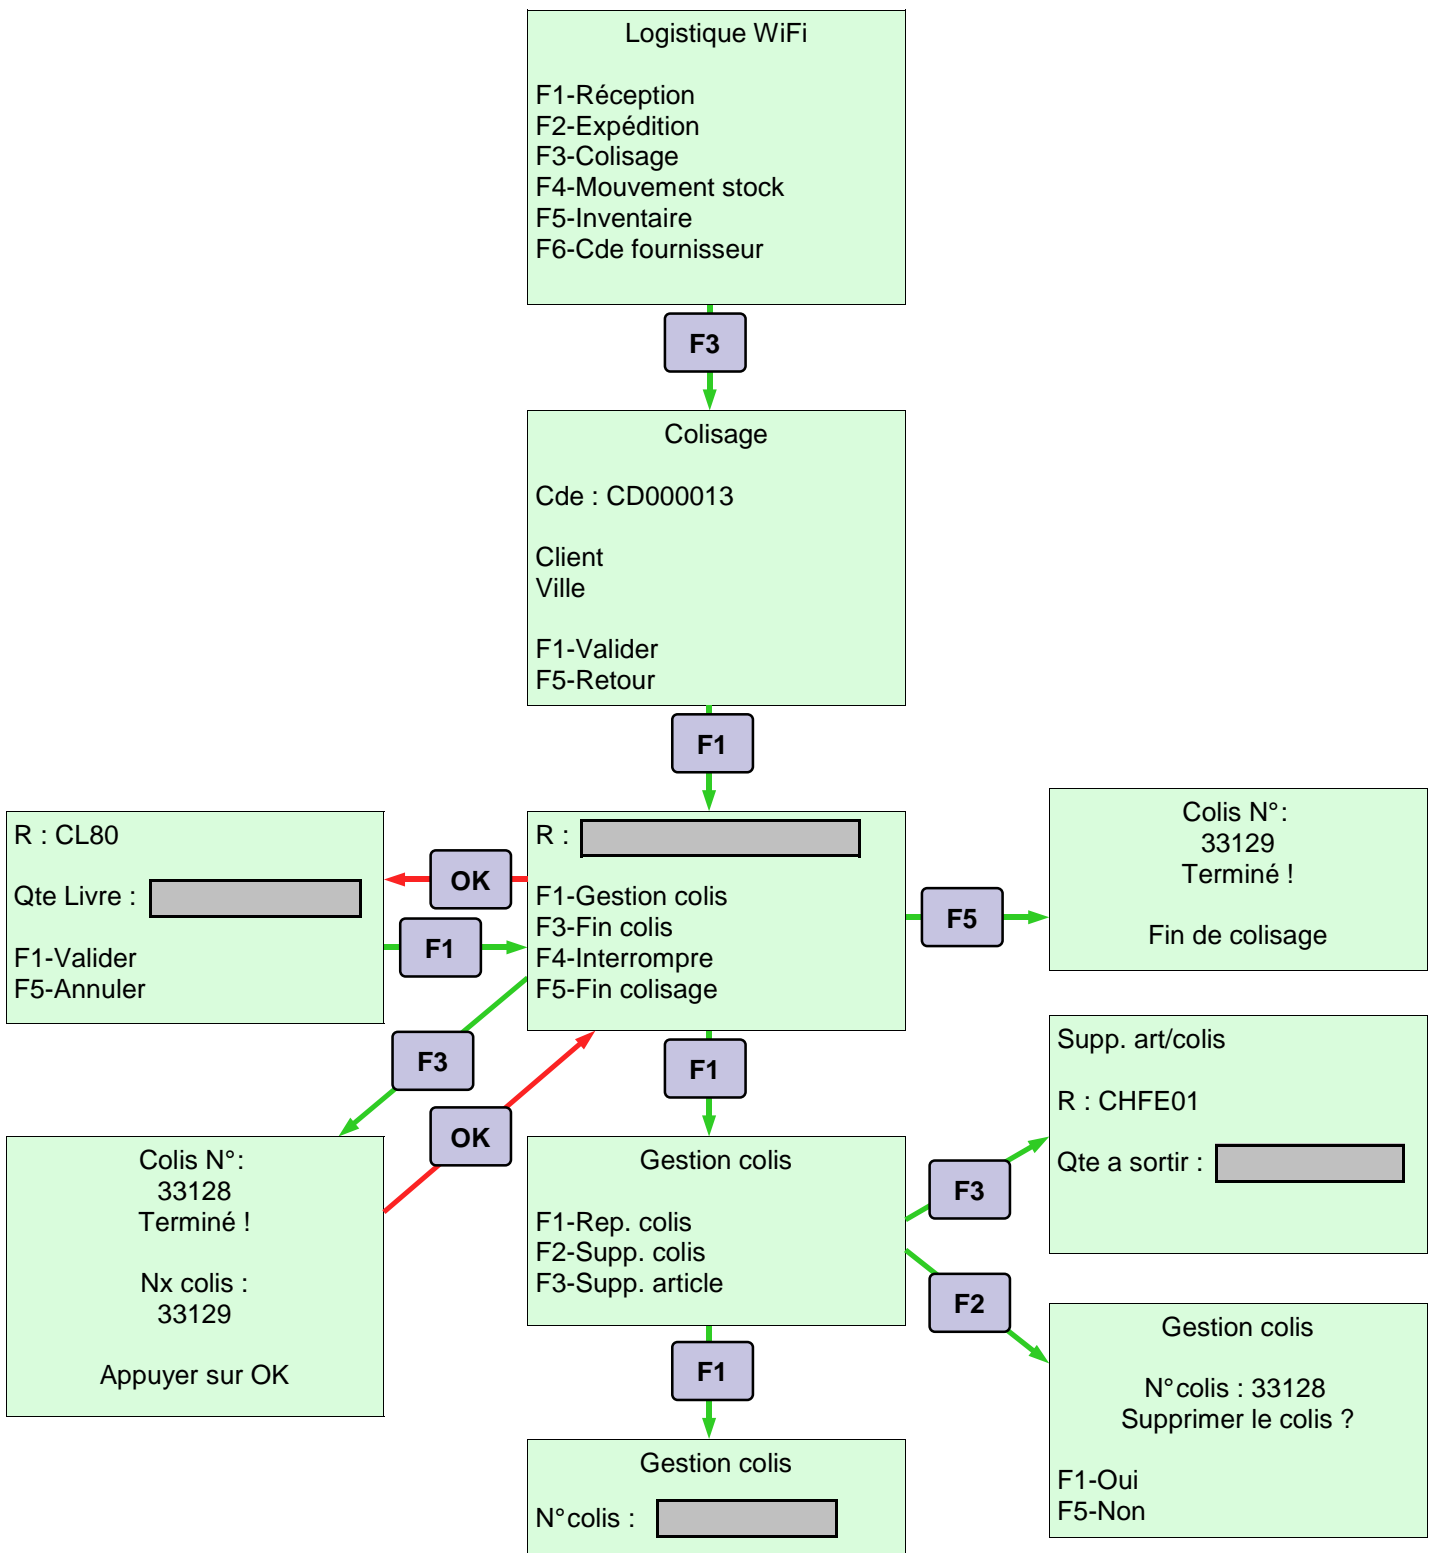 Logistique WiFi
F1-Réception
F2-Expédition
F3-Colisage
F4-Mouvement stock
F5-Inventaire
F6-Cde fournisseur
F3
Colisage
Cde : CD000013
Client
Ville
F1-Valider
F5-Retour
F1
R : CL80
Qte Livre :
F1-Valider
F5-Annuler
OK
F1
R :
F1-Gestion colis
F3-Fin colis
F4-Interrompre
F5-Fin colisage
F5
Colis N° :
33129
Terminé !
Fin de colisage
F3
OK
F1
Colis N° :
33128
Terminé !
Nx colis :
33129
Appuyer sur OK
Gestion colis
F1-Rep. colis
F2-Supp. colis
F3-Supp. article
F3
Supp. art/colis
R : CHFE01
Qte a sortir :
F2
Gestion colis
N° colis : 33128
Supprimer le colis ?
F1-Oui
F5-Non
F1
Gestion colis
N° colis :